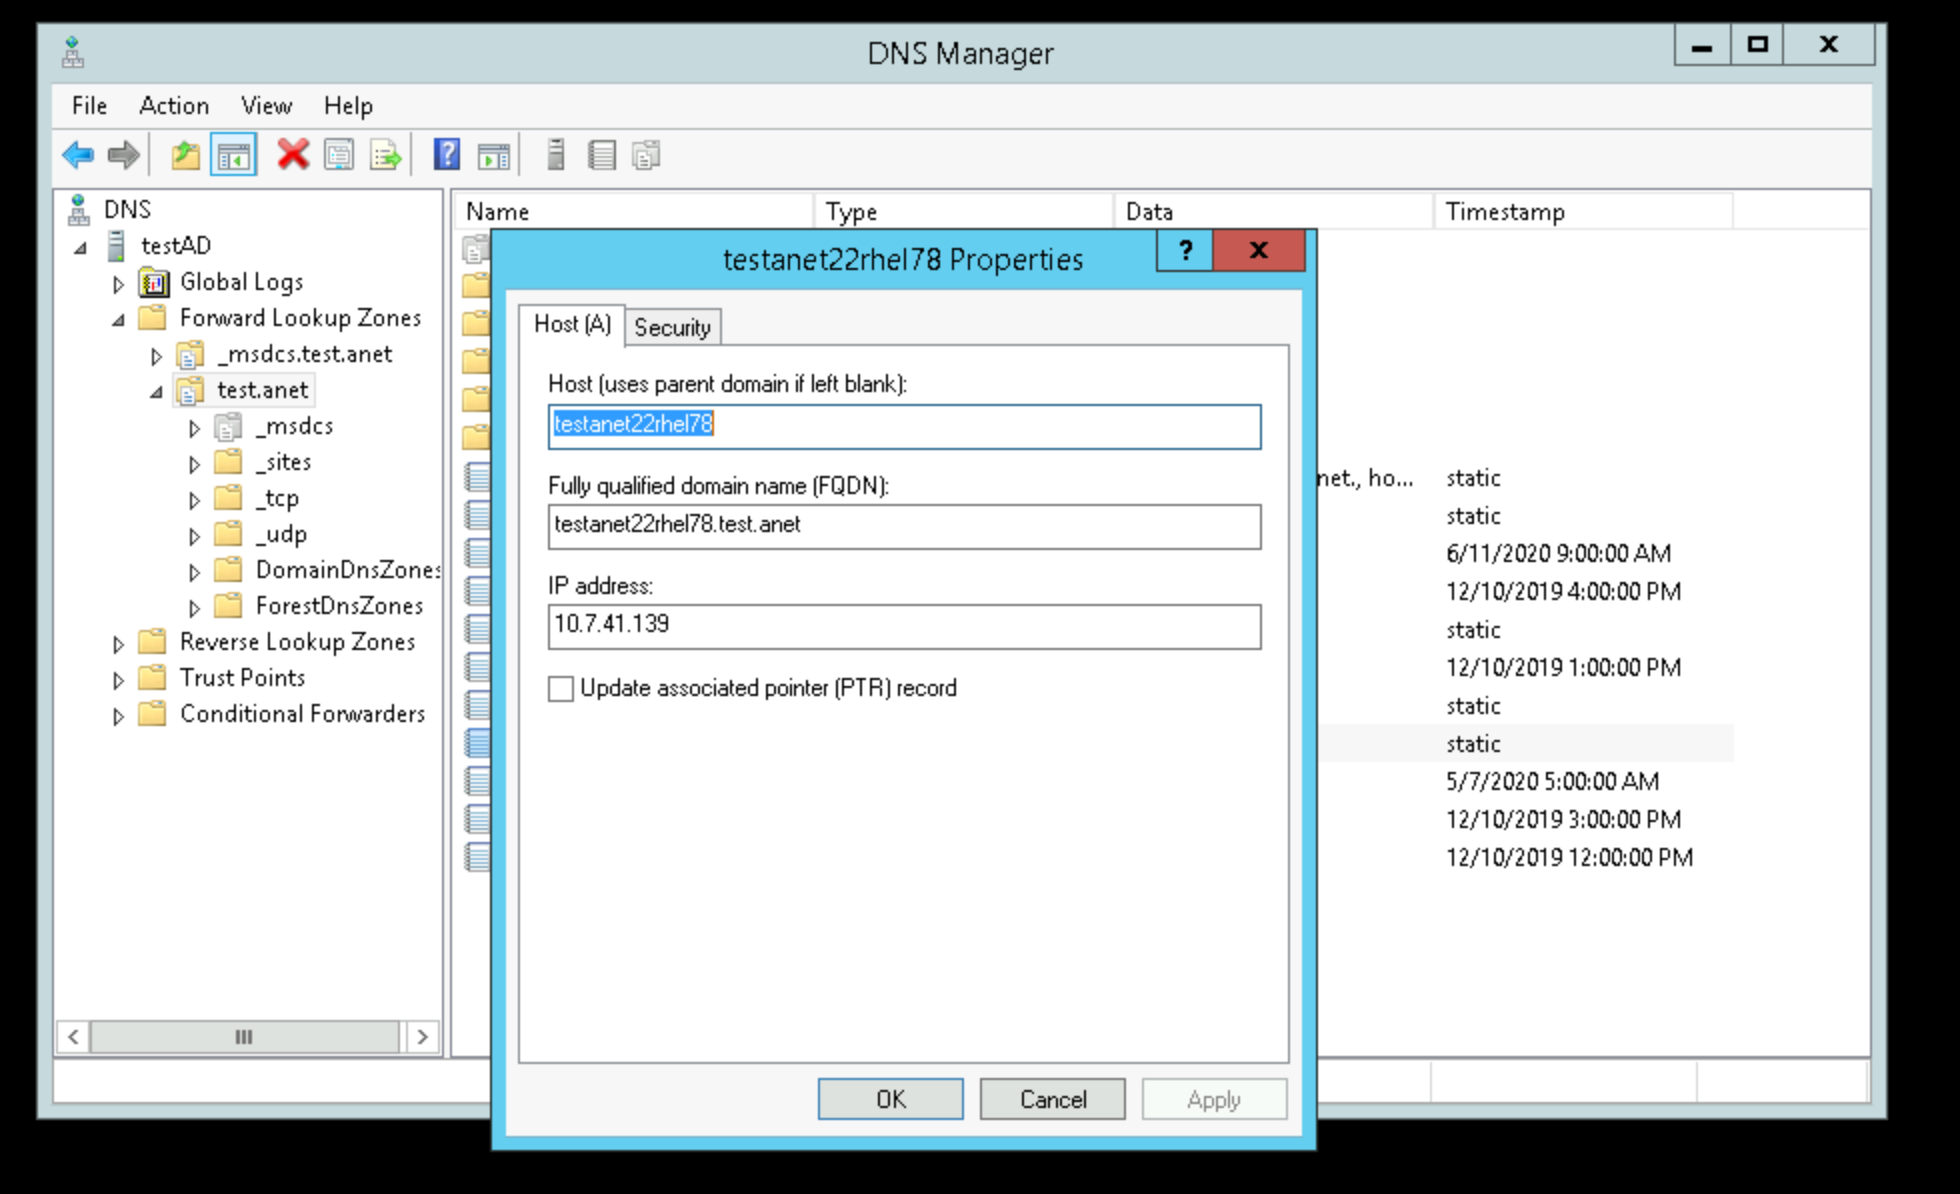 DNS Manager
File Action View Help
DNS
testAD
Global Logs
Forward Lookup Zones
_msdcs.test.anet
test.anet
_msdcs
_sites
_tcp
_udp
DomainDnsZones
ForestDnsZones
Reverse Lookup Zones
Trust Points
Conditional Forwarders
Name Type Data Timestamp
net., ho... static
static
6/11/2020 9:00:00 AM
12/10/2019 4:00:00 PM
static
12/10/2019 1:00:00 PM
static
static
5/7/2020 5:00:00 AM
12/10/2019 3:00:00 PM
12/10/2019 12:00:00 PM
testanet22rhel78 Properties
Host (A) Security
Host (uses parent domain if left blank):
testanet22rhel78
Fully qualified domain name (FQDN):
testanet22rhel78.test.anet
IP address:
10.7.41.139
Update associated pointer (PTR) record
OK Cancel Apply